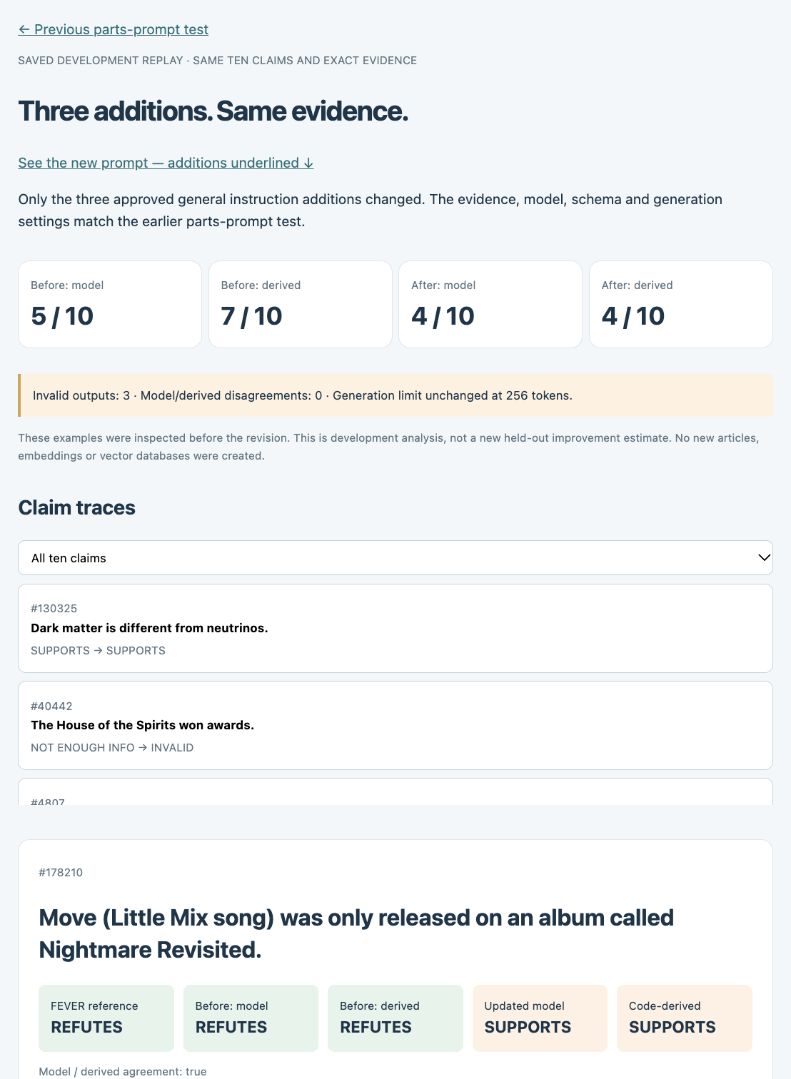 ← Previous parts-prompt test
SAVED DEVELOPMENT REPLAY · SAME TEN CLAIMS AND EXACT EVIDENCE
Three additions. Same evidence.
See the new prompt — additions underlined ↓
Only the three approved general instruction additions changed. The evidence, model, schema and generation
settings match the earlier parts-prompt test.
Before: model
5 / 10
Before: derived
7 / 10
After: model
4 / 10
After: derived
4 / 10
Invalid outputs: 3 · Model/derived disagreements: 0 · Generation limit unchanged at 256 tokens.
These examples were inspected before the revision. This is development analysis, not a new held-out improvement estimate. No new articles,
embeddings or vector databases were created.
Claim traces
All ten claims
#130325
Dark matter is different from neutrinos.
SUPPORTS → SUPPORTS
#40442
The House of the Spirits won awards.
NOT ENOUGH INFO → INVALID
#4807
#178210
Move (Little Mix song) was only released on an album called
Nightmare Revisited.
FEVER reference
REFUTES
Before: model
REFUTES
Before: derived
REFUTES
Updated model
SUPPORTS
Code-derived
SUPPORTS
Model / derived agreement: true